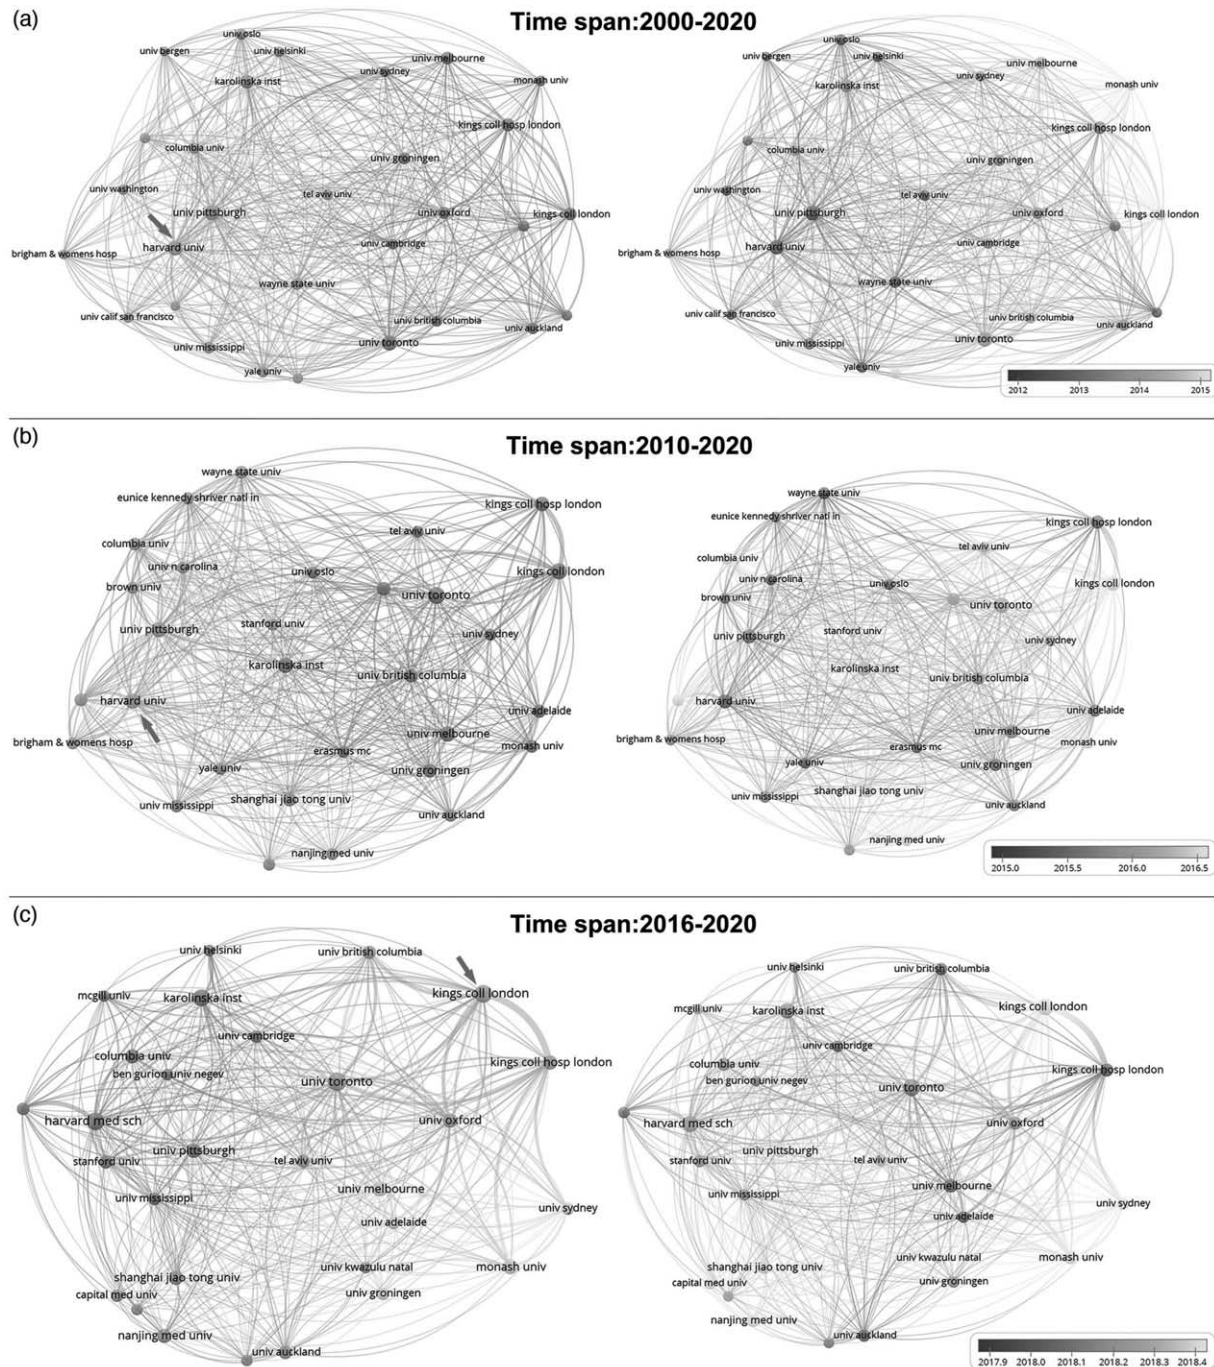 (a)
Time span:2000-2020
univ oslo
univ bergen
univ helsinki
univ melbourne
univ sydney
karolinska inst
monash univ
kings coll hosp london
columbia univ
univ groningen
univ washington
tel aviv univ
univ pittsburgh
univ oxford
kings coll london
harvard univ
univ cambridge
brigham & womens hosp
wayne state univ
univ calif san francisco
univ british columbia
univ auckland
univ mississippi
univ toronto
yale univ
univ oslo
univ bergen
univ helsinki
univ melbourne
univ sydney
karolinska inst
monash univ
kings coll hosp london
columbia univ
univ groningen
univ washington
tel aviv univ
univ pittsburgh
univ oxford
kings coll london
harvard univ
univ cambridge
brigham & womens hosp
wayne state univ
univ calif san francisco
univ british columbia
univ auckland
univ mississippi
univ toronto
yale univ
2012 2013 2014 2015
(b)
Time span:2010-2020
wayne state univ
eunice kennedy shriver natl in
kings coll hosp london
tel aviv univ
columbia univ
univ n carolina
univ oslo
kings coll london
brown univ
univ toronto
stanford univ
univ pittsburgh
univ sydney
karolinska inst
univ british columbia
harvard univ
univ adelaide
univ melbourne
brigham & womens hosp
erasmus mc
monash univ
yale univ
univ groningen
shanghai jiao tong univ
univ mississippi
univ auckland
nanjing med univ
wayne state univ
eunice kennedy shriver natl in
kings coll hosp london
tel aviv univ
columbia univ
univ n carolina
univ oslo
kings coll london
brown univ
univ toronto
stanford univ
univ pittsburgh
univ sydney
karolinska inst
univ british columbia
harvard univ
univ adelaide
univ melbourne
brigham & womens hosp
erasmus mc
monash univ
yale univ
univ groningen
shanghai jiao tong univ
univ mississippi
univ auckland
nanjing med univ
2015.0 2015.5 2016.0 2016.5
(c)
Time span:2016-2020
univ helsinki
univ british columbia
kings coll london
mcgill univ
karolinska inst
univ cambridge
columbia univ
kings coll hosp london
ben gurion univ negev
univ toronto
harvard med sch
univ oxford
univ pittsburgh
stanford univ
tel aviv univ
univ melbourne
univ mississippi
univ sydney
univ adelaide
univ kwazulu natal
monash univ
shanghai jiao tong univ
capital med univ
univ groningen
nanjing med univ
univ auckland
univ helsinki
univ british columbia
kings coll london
mcgill univ
karolinska inst
univ cambridge
columbia univ
kings coll hosp london
ben gurion univ negev
univ toronto
harvard med sch
univ oxford
univ pittsburgh
stanford univ
tel aviv univ
univ melbourne
univ mississippi
univ sydney
univ adelaide
univ kwazulu natal
monash univ
shanghai jiao tong univ
capital med univ
univ groningen
nanjing med univ
univ auckland
2017.9 2018.0 2018.1 2018.2 2018.3 2018.4